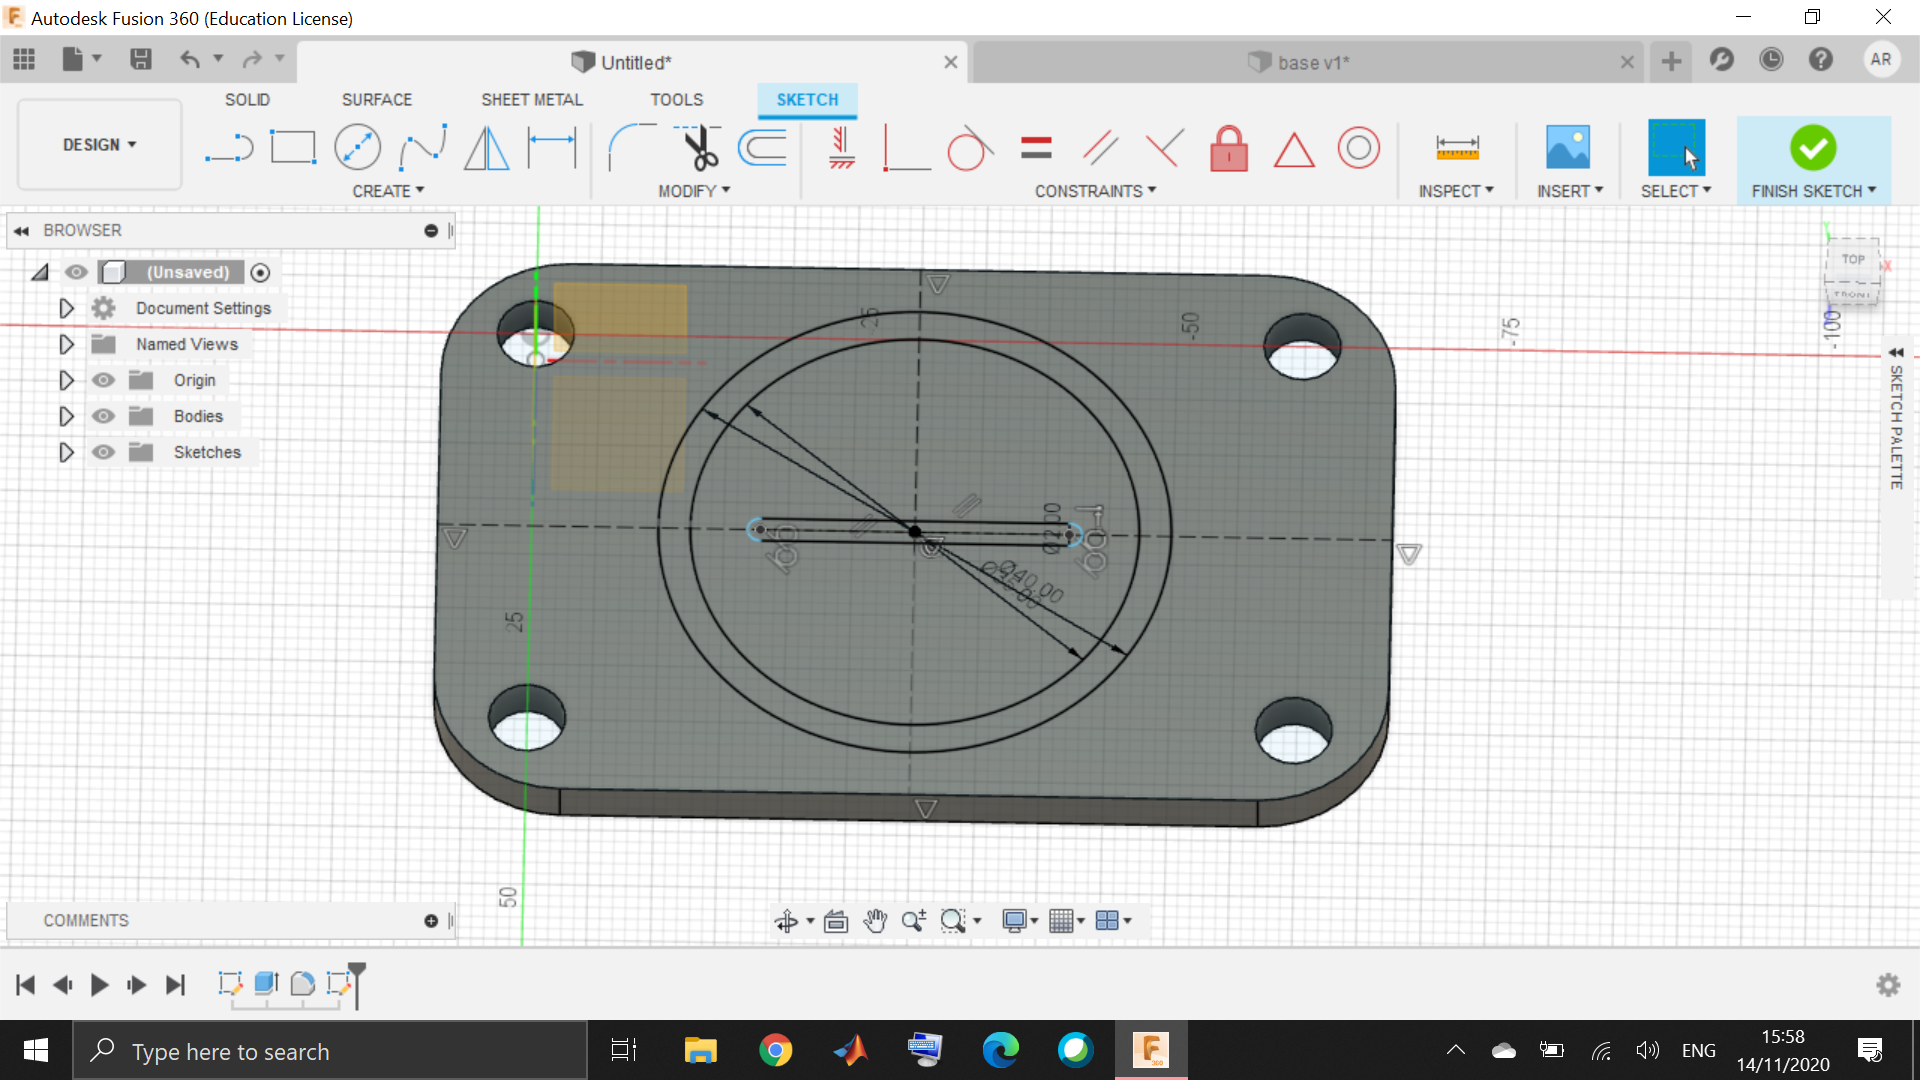 Autodesk Fusion 360 (Education License)
Untitled*
base v1*
AR
SOLID
SURFACE
SHEET METAL
TOOLS
SKETCH
DESIGN
CREATE
MODIFY
CONSTRAINTS
INSPECT
INSERT
SELECT
FINISH SKETCH
BROWSER
(Unsaved)
Document Settings
Named Views
Origin
Bodies
Sketches
TOP
FRONT
X
25
-50
-75
-100
SKETCH PALETTE
Ø2.00
Ø40.00
25
50
COMMENTS
Type here to search
ENG
15:58
14/11/2020